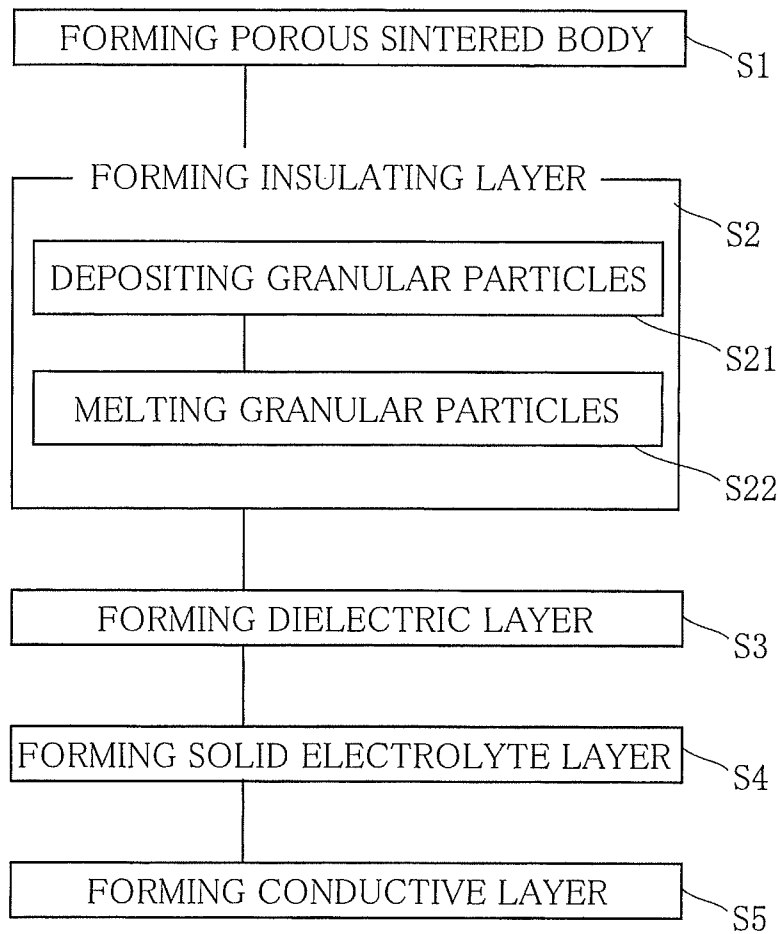 FORMING POROUS SINTERED BODY
S1
FORMING INSULATING LAYER
S2
DEPOSITING GRANULAR PARTICLES
S21
MELTING GRANULAR PARTICLES
S22
FORMING DIELECTRIC LAYER
S3
FORMING SOLID ELECTROLYTE LAYER
S4
FORMING CONDUCTIVE LAYER
S5